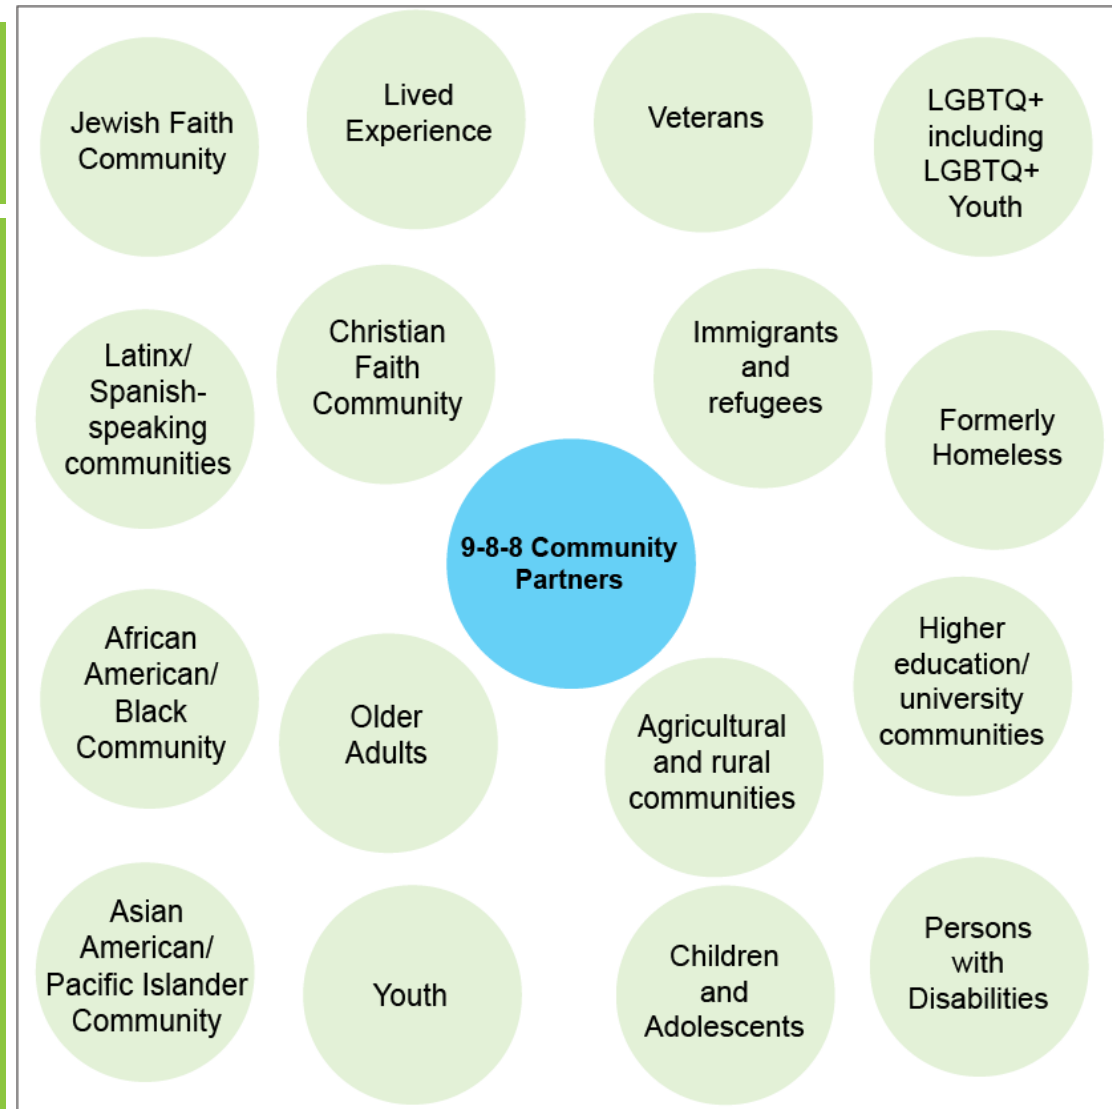 Jewish Faith
Community
Lived
Experience
Veterans
LGBTQ+
including
LGBTQ+
Youth
Latinx/
Spanish-
speaking
communities
Christian
Faith
Community
Immigrants
and
refugees
Formerly
Homeless
9-8-8 Community
Partners
African
American/
Black
Community
Older
Adults
Agricultural
and rural
communities
Higher
education/
university
communities
Asian
American/
Pacific Islander
Community
Youth
Children
and
Adolescents
Persons
with
Disabilities